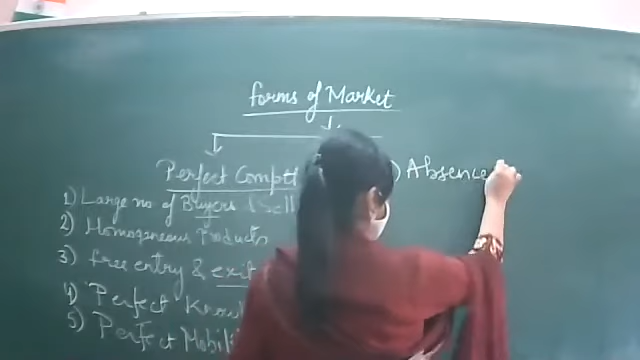 forms of Market
Perfect Compti
1) Large no. of Buyers & Sell
2) Homogeneous Products
3) free entry & exit
4) Perfect Knowl
5) Perfect Mobili
) Absence